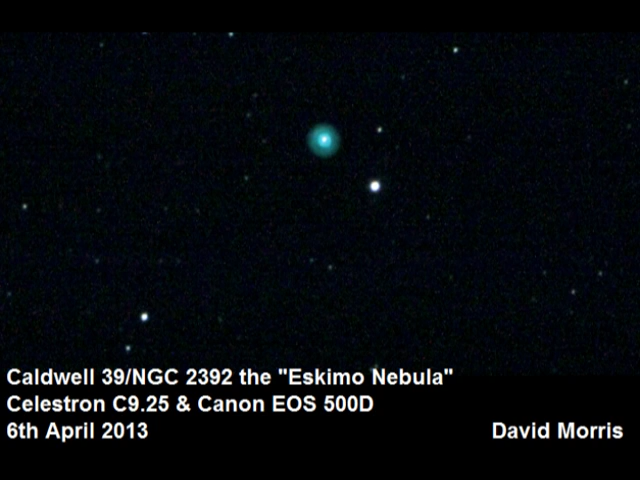 Caldwell 39/NGC 2392 the "Eskimo Nebula"
Celestron C9.25 & Canon EOS 500D
6th April 2013 David Morris